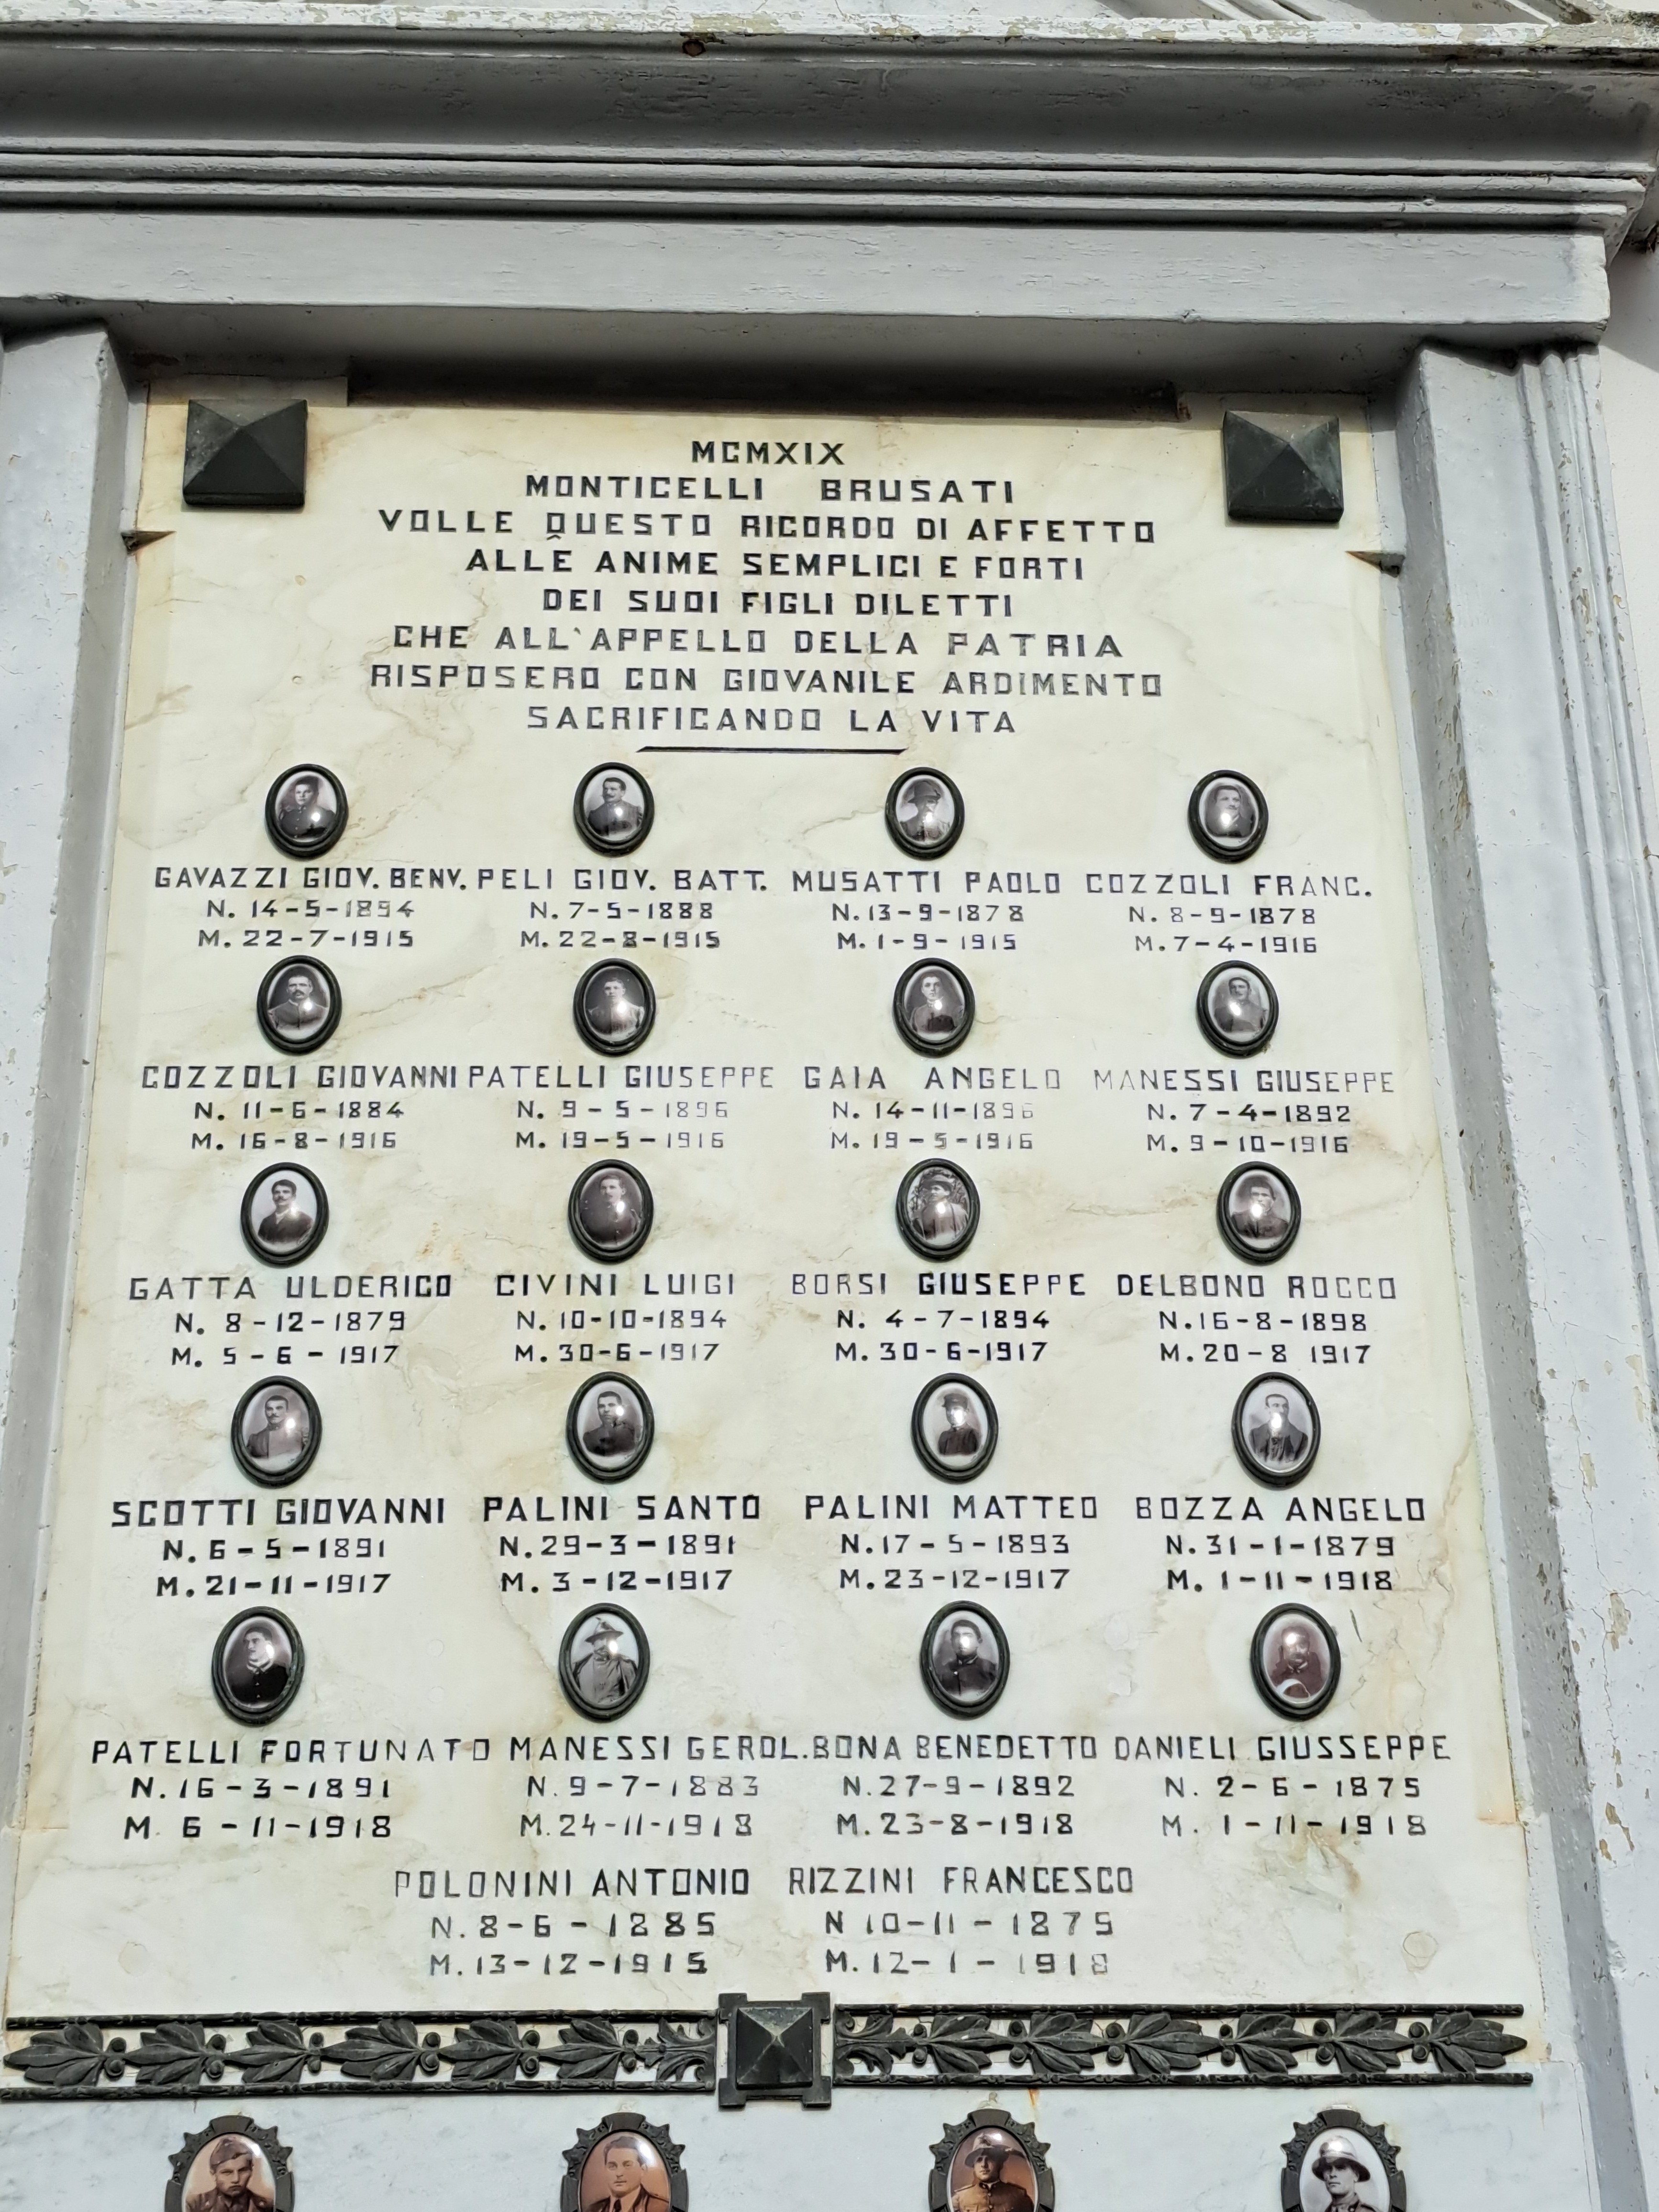 MCMXIX
MONTICELLI BRUSATI
VOLLE QUESTO RICORDO DI AFFETTO
ALLE ANIME SEMPLICI E FORTI
DEI SUOI FIGLI DILETTI
CHE ALL'APPELLO DELLA PATRIA
RISPOSERO CON GIOVANILE ARDIMENTO
SACRIFICANDO LA VITA
GAVAZZI GIOV. BENV. PELI GIOV. BATT. MUSATTI PAOLO COZZOLI FRANC.
N. 14-5-1894 N. 7-5-1888 N. 13-9-1878 N. 8-9-1878
M. 22-7-1915 M. 22-8-1915 M. 1-9-1915 M. 7-4-1916
COZZOLI GIOVANNI PATELLI GIUSEPPE GAIA ANGELO MANESSI GIUSEPPE
N. 11-6-1884 N. 9-5-1896 N. 14-11-1896 N. 7-4-1892
M. 16-8-1916 M. 19-5-1916 M. 19-5-1916 M. 9-10-1916
GATTA ULDERICO CIVINI LUIGI BORSI GIUSEPPE DELBONO ROCCO
N. 8-12-1879 N. 10-10-1894 N. 4-7-1894 N. 16-8-1898
M. 5-6-1917 M. 30-6-1917 M. 30-6-1917 M. 20-8 1917
SCOTTI GIOVANNI PALINI SANTO PALINI MATTEO BOZZA ANGELO
N. 6-5-1891 N. 29-3-1891 N. 17-5-1893 N. 31-1-1879
M. 21-11-1917 M. 3-12-1917 M. 23-12-1917 M. 1-11-1918
PATELLI FORTUNATO MANESSI GEROL. BONA BENEDETTO DANIELI GIUSSEPPE
N. 16-3-1891 N. 9-7-1883 N. 27-9-1892 N. 2-6-1875
M. 6-11-1918 M. 24-11-1918 M. 23-8-1918 M. 1-11-1918
POLONINI ANTONIO RIZZINI FRANCESCO
N. 8-6-1885 N 10-11-1875
M. 13-12-1915 M. 12-1-1918